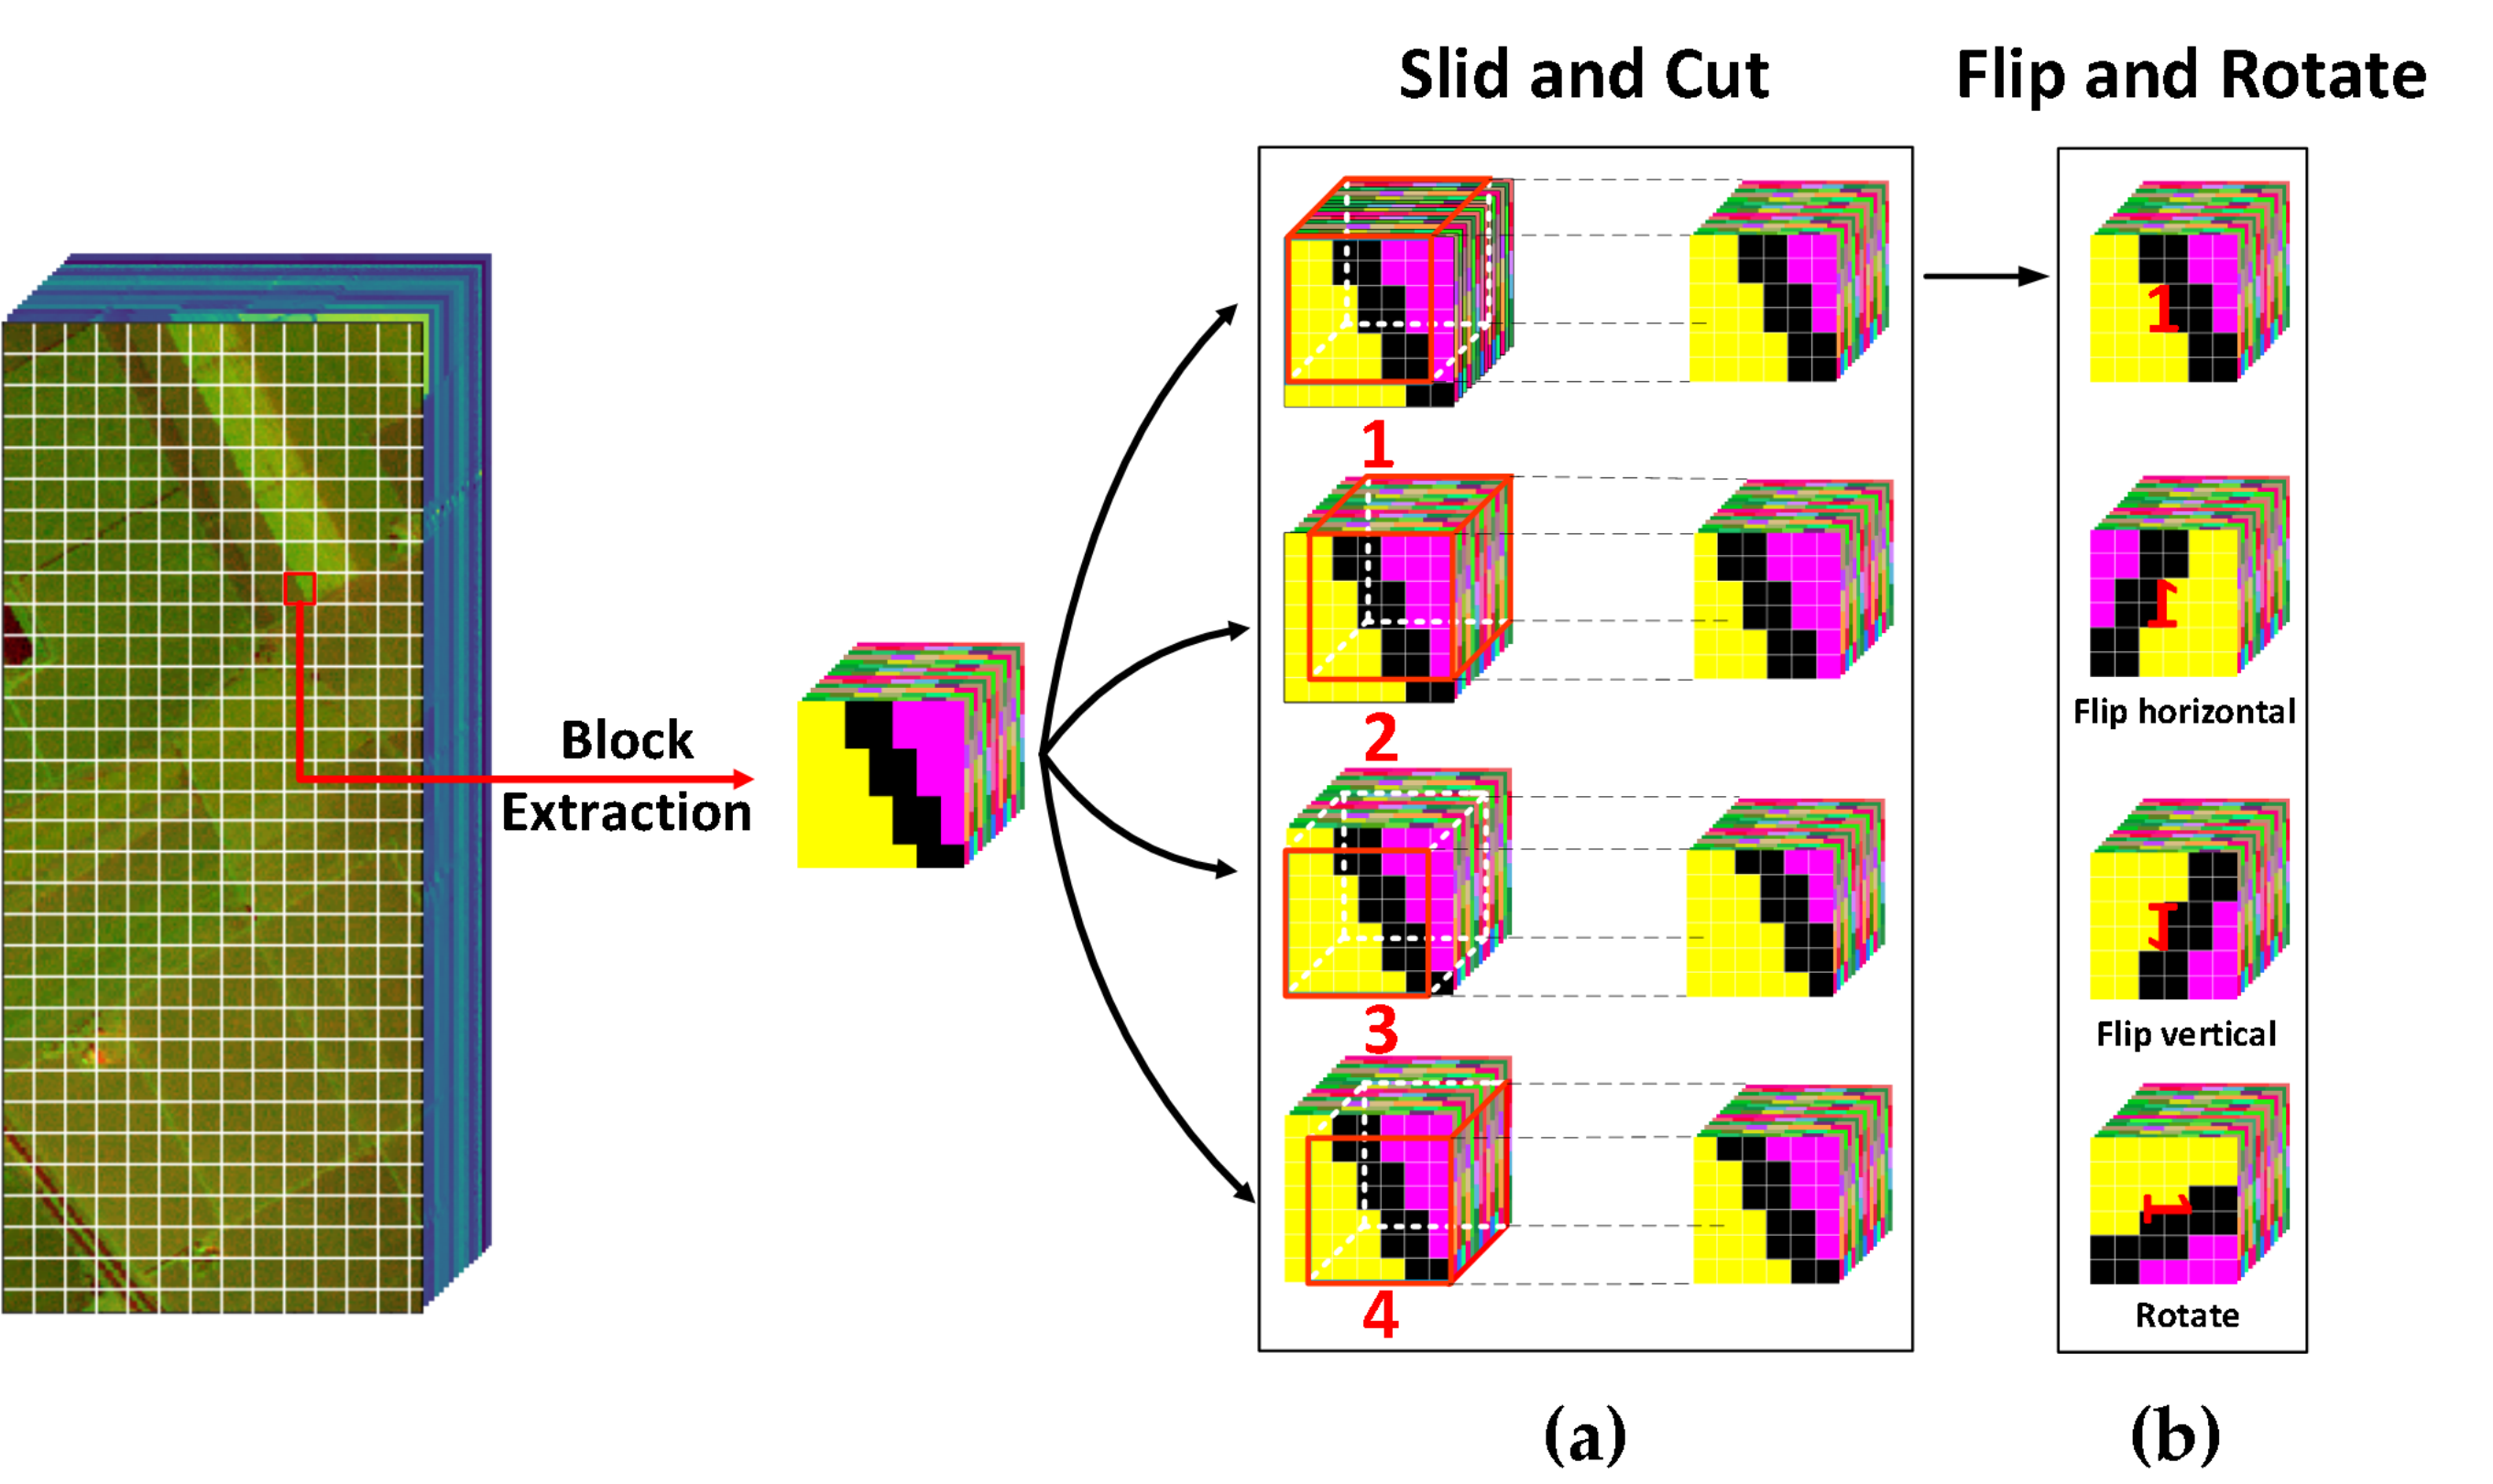 Slid and Cut
Flip and Rotate
Block
Extraction
1
2
3
4
1
1
Flip horizontal
1
Flip vertical
1
Rotate
(a)
(b)